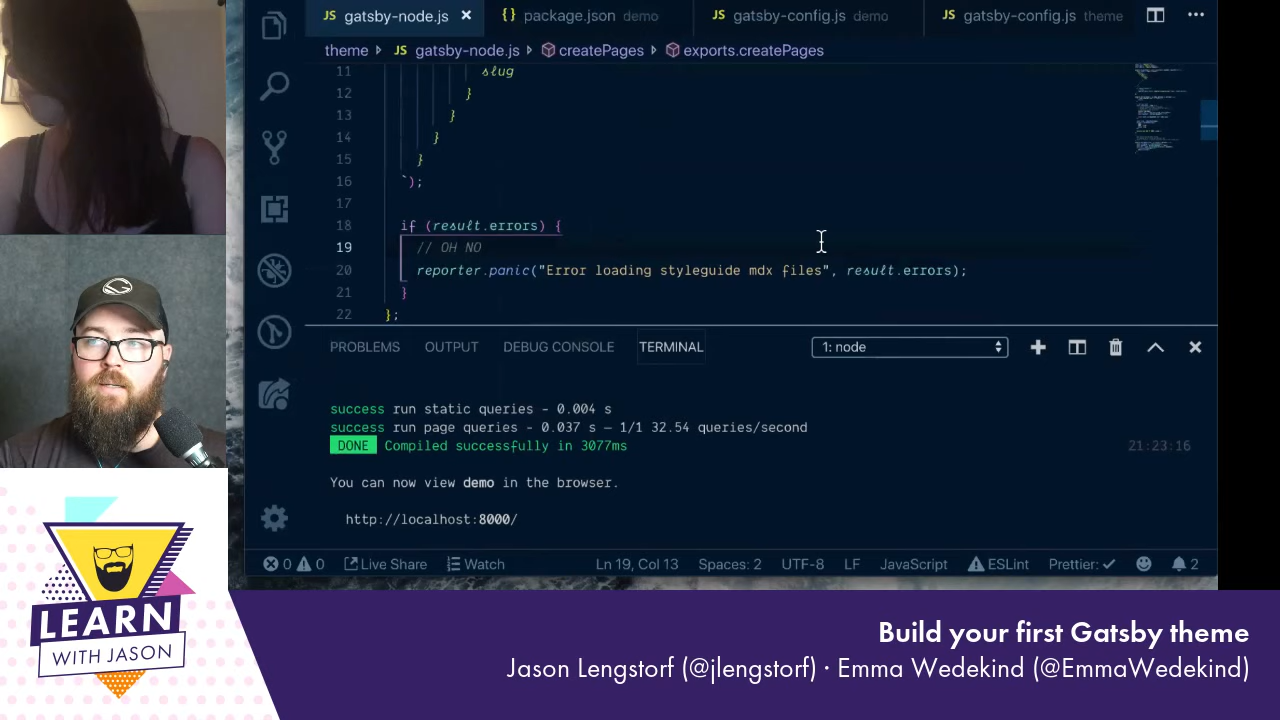 JS gatsby-node.js ×
{} package.json demo
JS gatsby-config.js demo
JS gatsby-config.js theme
theme JS gatsby-node.js createPages exports.createPages
11 slug
12 }
13 }
14 }
15 }
16 `);
17
18 if (result.errors) {
19 // OH NO
20 reporter.panic("Error loading styleguide mdx files", result.errors);
21 }
22 };
PROBLEMS OUTPUT DEBUG CONSOLE TERMINAL 1: node
success run static queries - 0.004 s
success run page queries - 0.037 s — 1/1 32.54 queries/second
DONE Compiled successfully in 3077ms 21:23:16
You can now view demo in the browser.
http://localhost:8000/
0 0 Live Share Watch Ln 19, Col 13 Spaces: 2 UTF-8 LF JavaScript ESLint Prettier: ✓ 2
LEARN
WITH JASON
Build your first Gatsby theme
Jason Lengstorf (@jlengstorf) · Emma Wedekind (@EmmaWedekind)